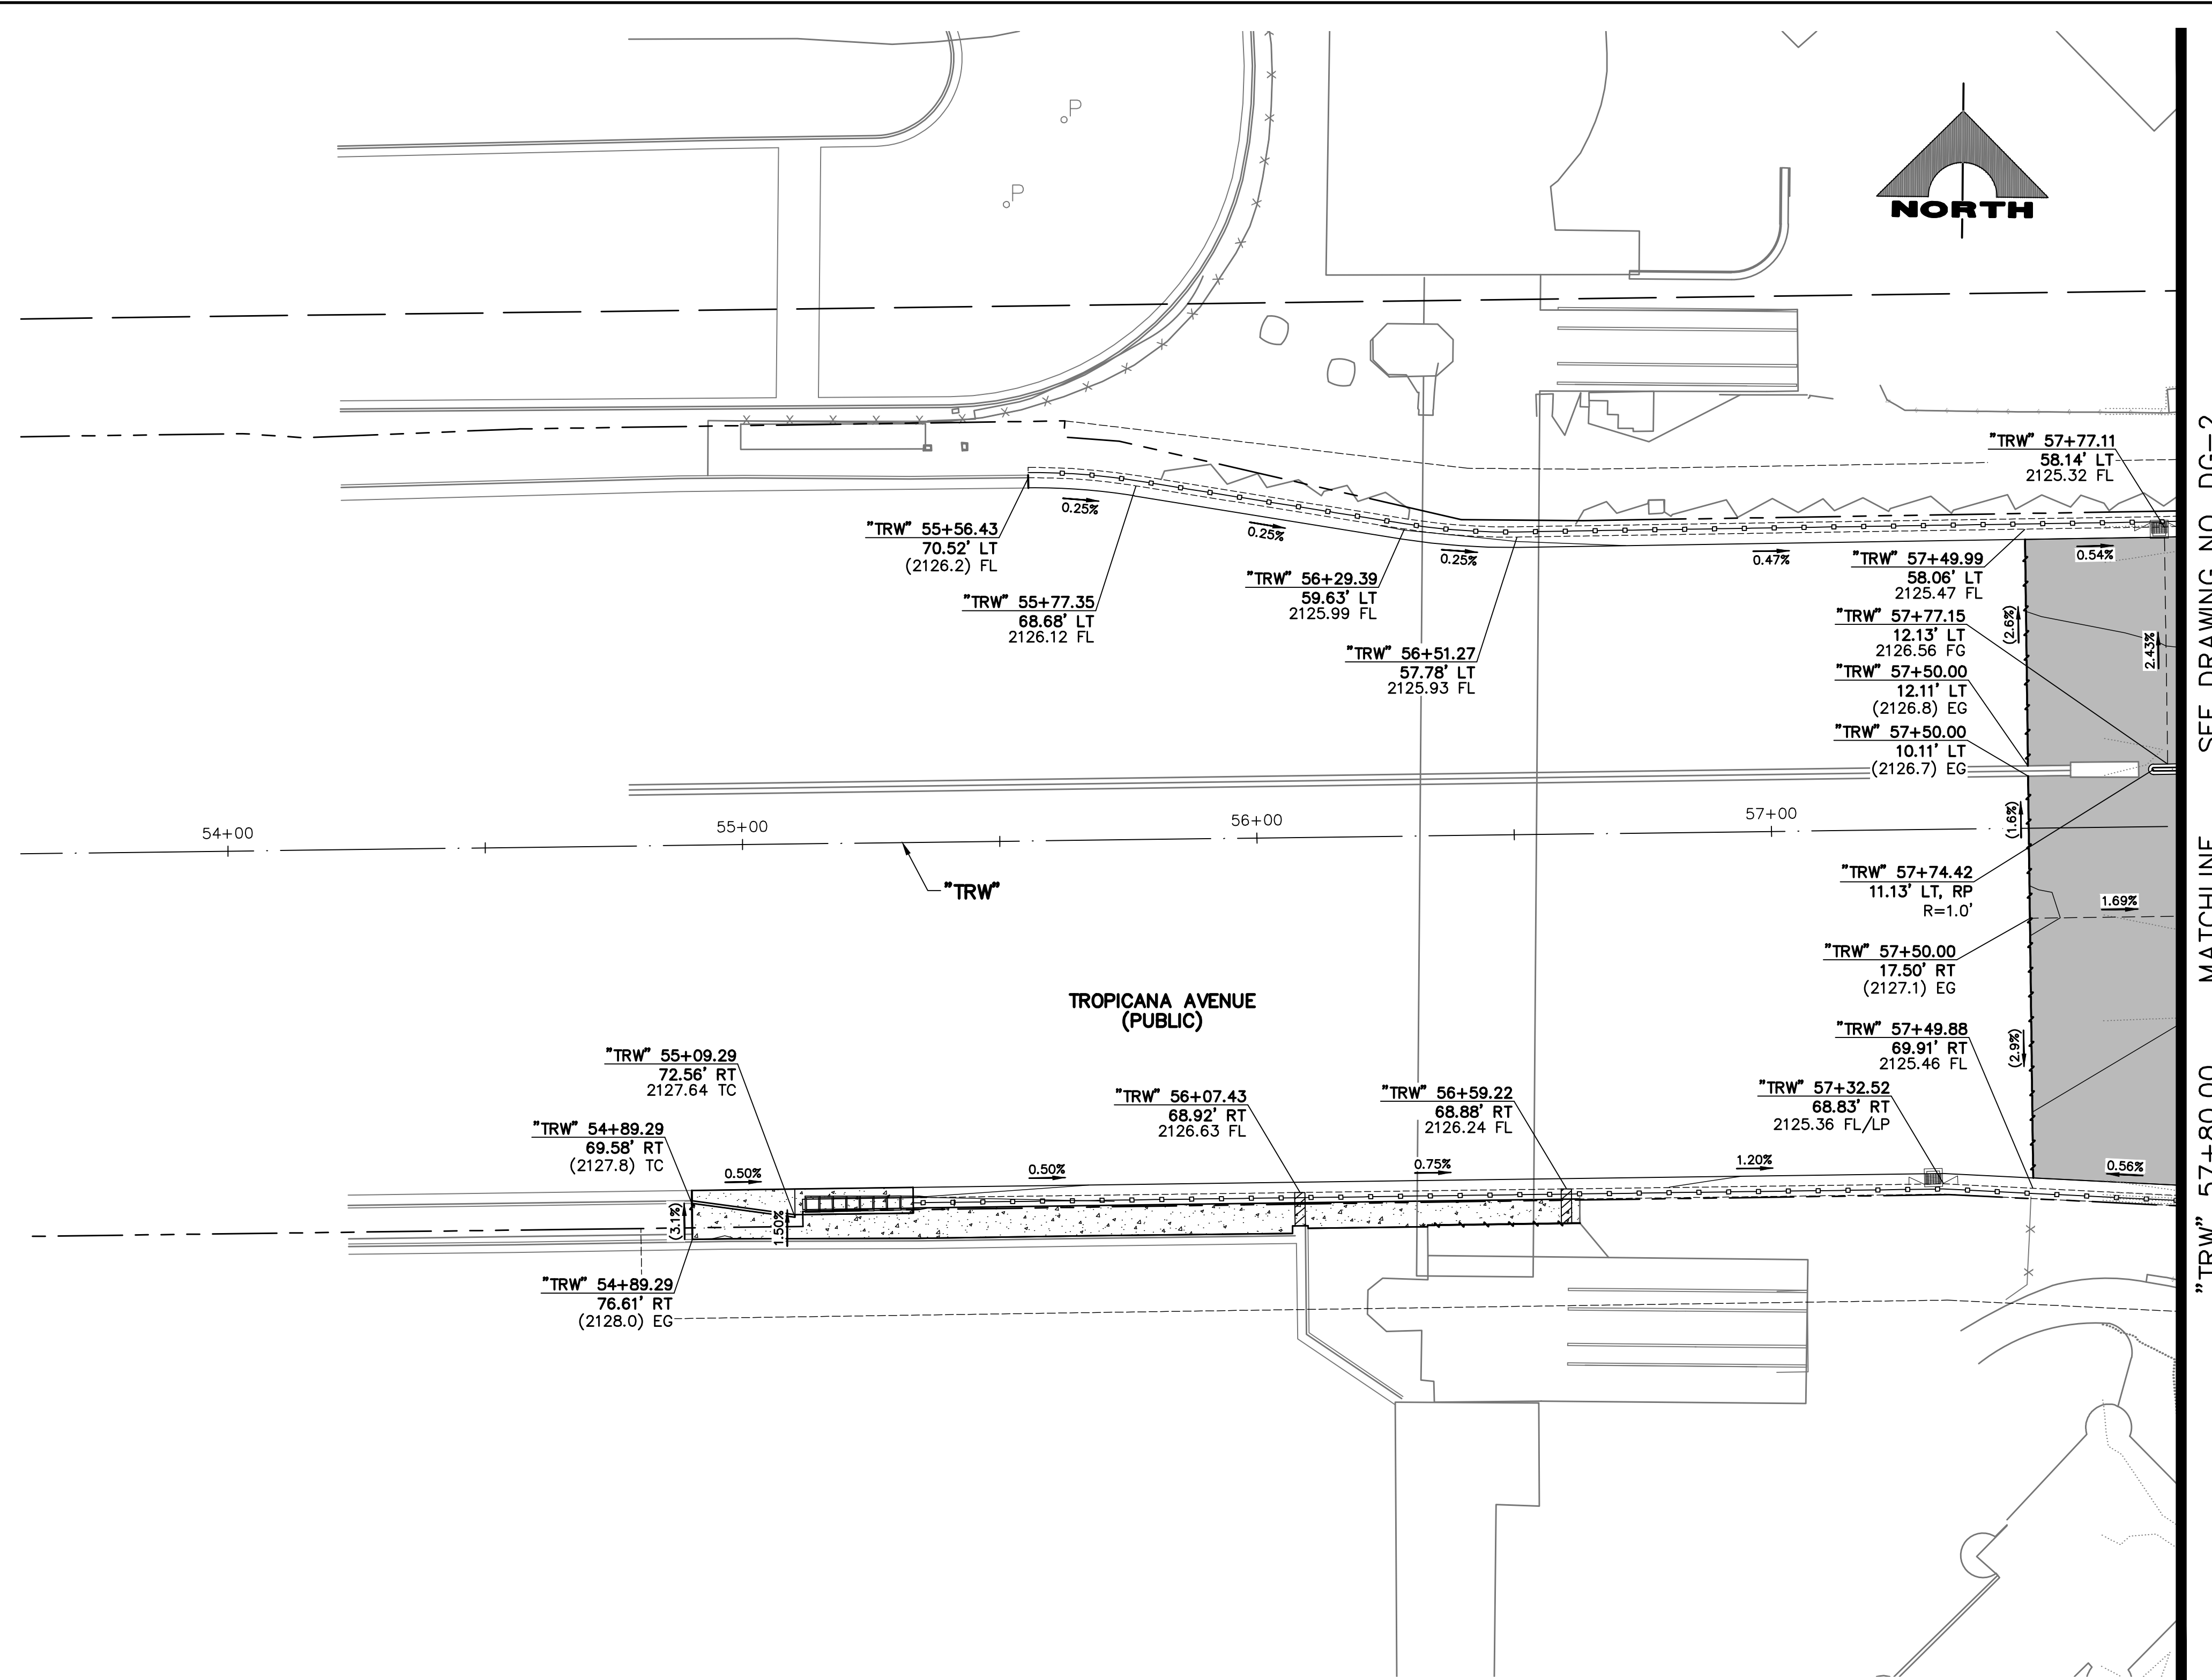 P
P
NORTH
"TRW" 57+77.11
58.14' LT
2125.32 FL
"TRW" 55+56.43
70.52' LT
(2126.2) FL
0.25%
0.25%
0.25%
0.47%
0.54%
"TRW" 55+77.35
68.68' LT
2126.12 FL
"TRW" 56+29.39
59.63' LT
2125.99 FL
"TRW" 56+51.27
57.78' LT
2125.93 FL
"TRW" 57+49.99
58.06' LT
2125.47 FL
"TRW" 57+77.15
12.13' LT
2126.56 FG
"TRW" 57+50.00
12.11' LT
(2126.8) EG
"TRW" 57+50.00
10.11' LT
(2126.7) EG
(2.6%)
2.43%
(1.6%)
54+00
55+00
56+00
57+00
"TRW"
"TRW" 57+74.42
11.13' LT, RP
R=1.0'
1.69%
"TRW" 57+50.00
17.50' RT
(2127.1) EG
TROPICANA AVENUE
(PUBLIC)
"TRW" 57+49.88
69.91' RT
2125.46 FL
(2.9%)
"TRW" 55+09.29
72.56' RT
2127.64 TC
"TRW" 54+89.29
69.58' RT
(2127.8) TC
"TRW" 56+07.43
68.92' RT
2126.63 FL
"TRW" 56+59.22
68.88' RT
2126.24 FL
"TRW" 57+32.52
68.83' RT
2125.36 FL/LP
0.50%
0.50%
0.75%
1.20%
0.56%
(3.1%)
1.50%
"TRW" 54+89.29
76.61' RT
(2128.0) EG
"TRW" 57+80.00 MATCHLINE SEE DRAWING NO. DG-2